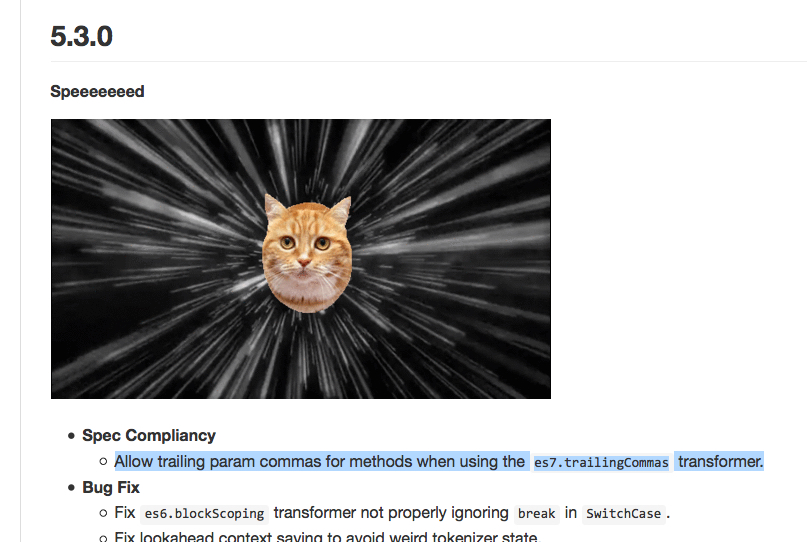 5.3.0
Speeeeeeed
Spec Compliancy
Allow trailing param commas for methods when using the es7.trailingCommas transformer.
Bug Fix
Fix es6.blockScoping transformer not properly ignoring break in SwitchCase.
Fix lookahead context saving to avoid weird tokenizer state.